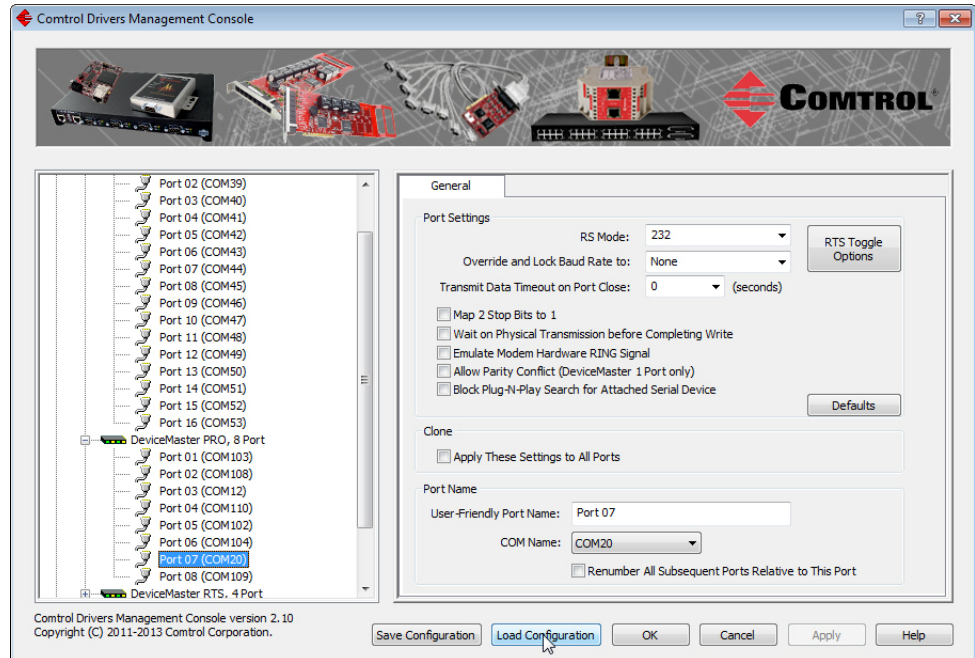 Comtrol Drivers Management Console
COMTROL
Port 02 (COM39)
Port 03 (COM40)
Port 04 (COM41)
Port 05 (COM42)
Port 06 (COM43)
Port 07 (COM44)
Port 08 (COM45)
Port 09 (COM46)
Port 10 (COM47)
Port 11 (COM48)
Port 12 (COM49)
Port 13 (COM50)
Port 14 (COM51)
Port 15 (COM52)
Port 16 (COM53)
DeviceMaster PRO, 8 Port
Port 01 (COM103)
Port 02 (COM108)
Port 03 (COM12)
Port 04 (COM110)
Port 05 (COM102)
Port 06 (COM104)
Port 07 (COM20)
Port 08 (COM109)
DeviceMaster RTS, 4 Port
General
Port Settings
RS Mode: 232
RTS Toggle Options
Override and Lock Baud Rate to: None
Transmit Data Timeout on Port Close: 0 (seconds)
Map 2 Stop Bits to 1
Wait on Physical Transmission before Completing Write
Emulate Modem Hardware RING Signal
Allow Parity Conflict (DeviceMaster 1 Port only)
Block Plug-N-Play Search for Attached Serial Device
Defaults
Clone
Apply These Settings to All Ports
Port Name
User-Friendly Port Name: Port 07
COM Name: COM20
Renumber All Subsequent Ports Relative to This Port
Comtrol Drivers Management Console version 2.10
Copyright (C) 2011-2013 Comtrol Corporation.
Save Configuration Load Configuration OK Cancel Apply Help